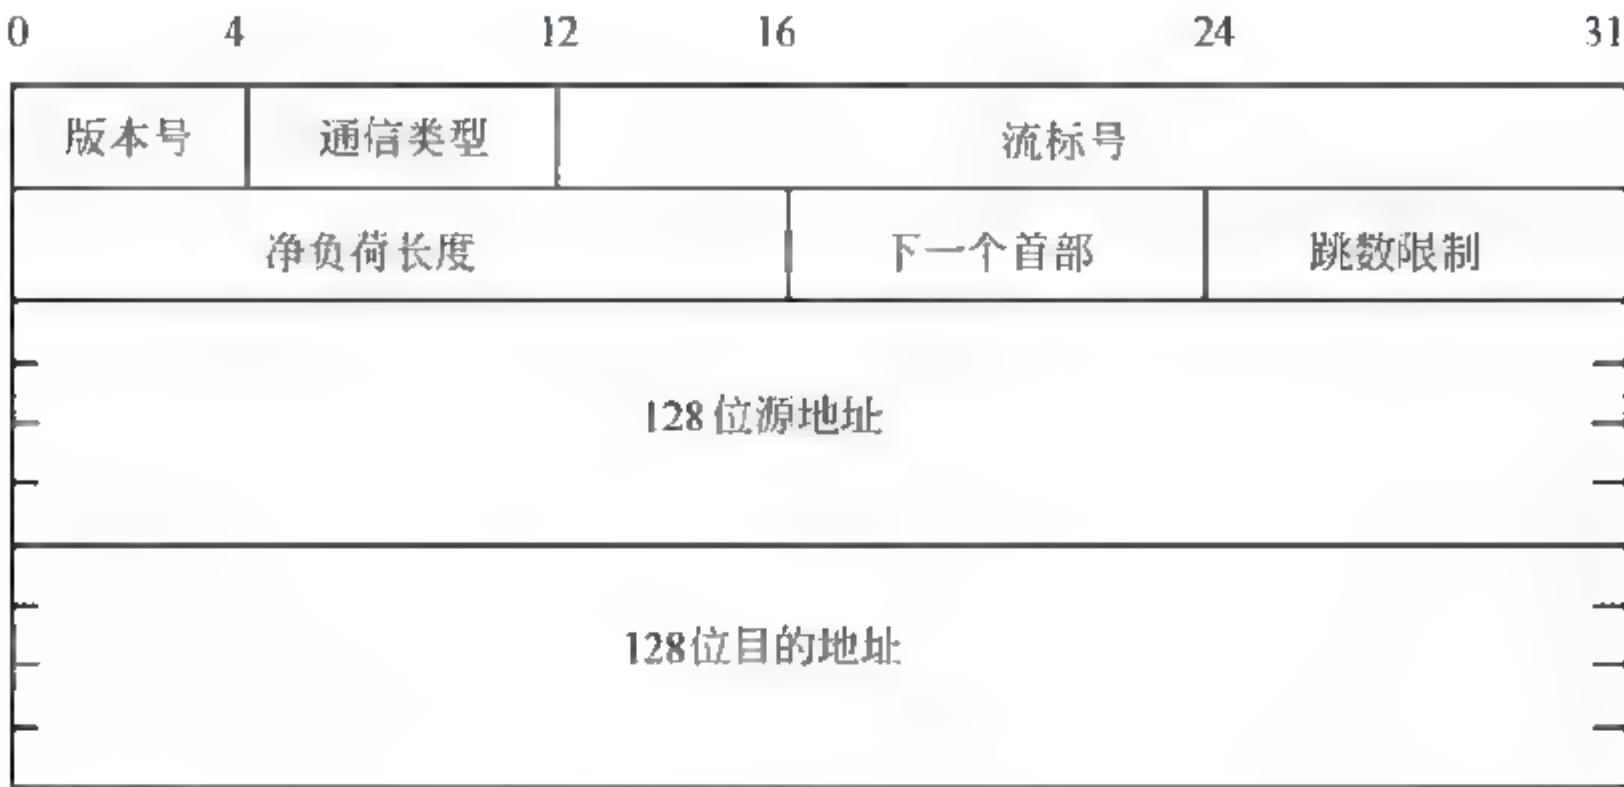 0 4 12 16 24 31
版本号 通信类型 流标号
净负荷长度 下一个首部 跳数限制
128位源地址
128位目的地址